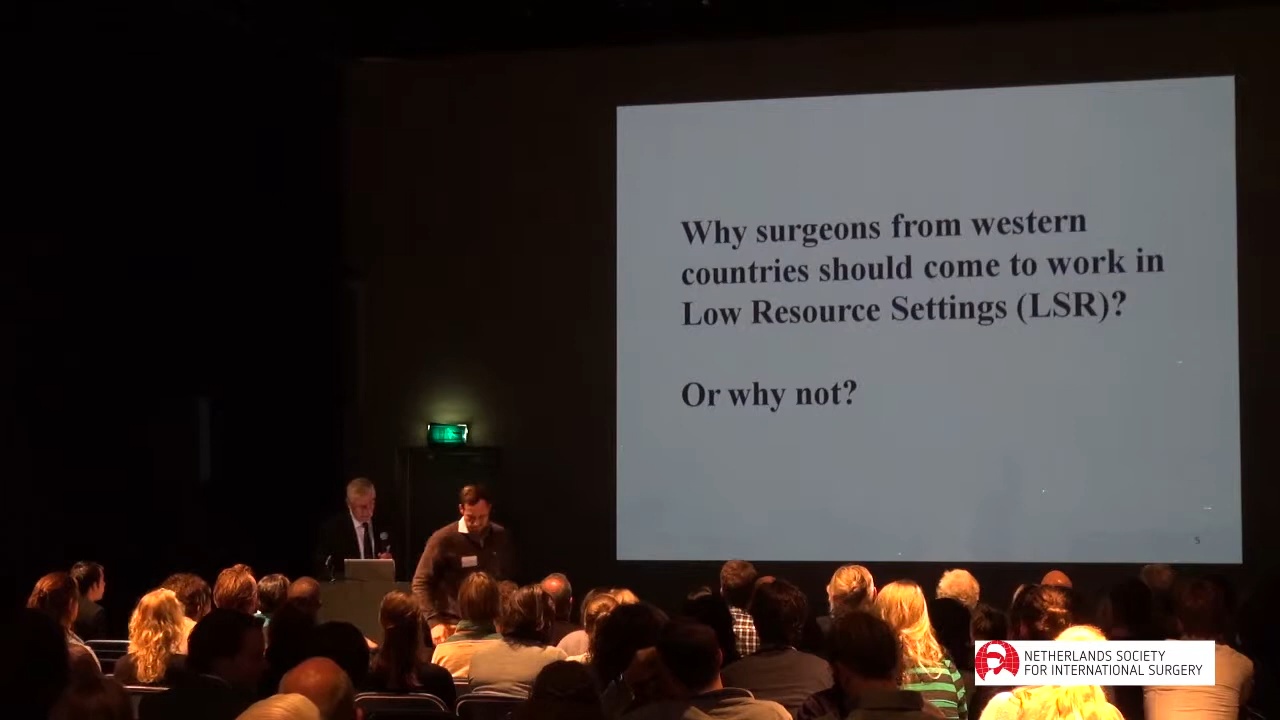 Why surgeons from western
countries should come to work in
Low Resource Settings (LSR)?
Or why not?
5
NETHERLANDS SOCIETY
FOR INTERNATIONAL SURGERY